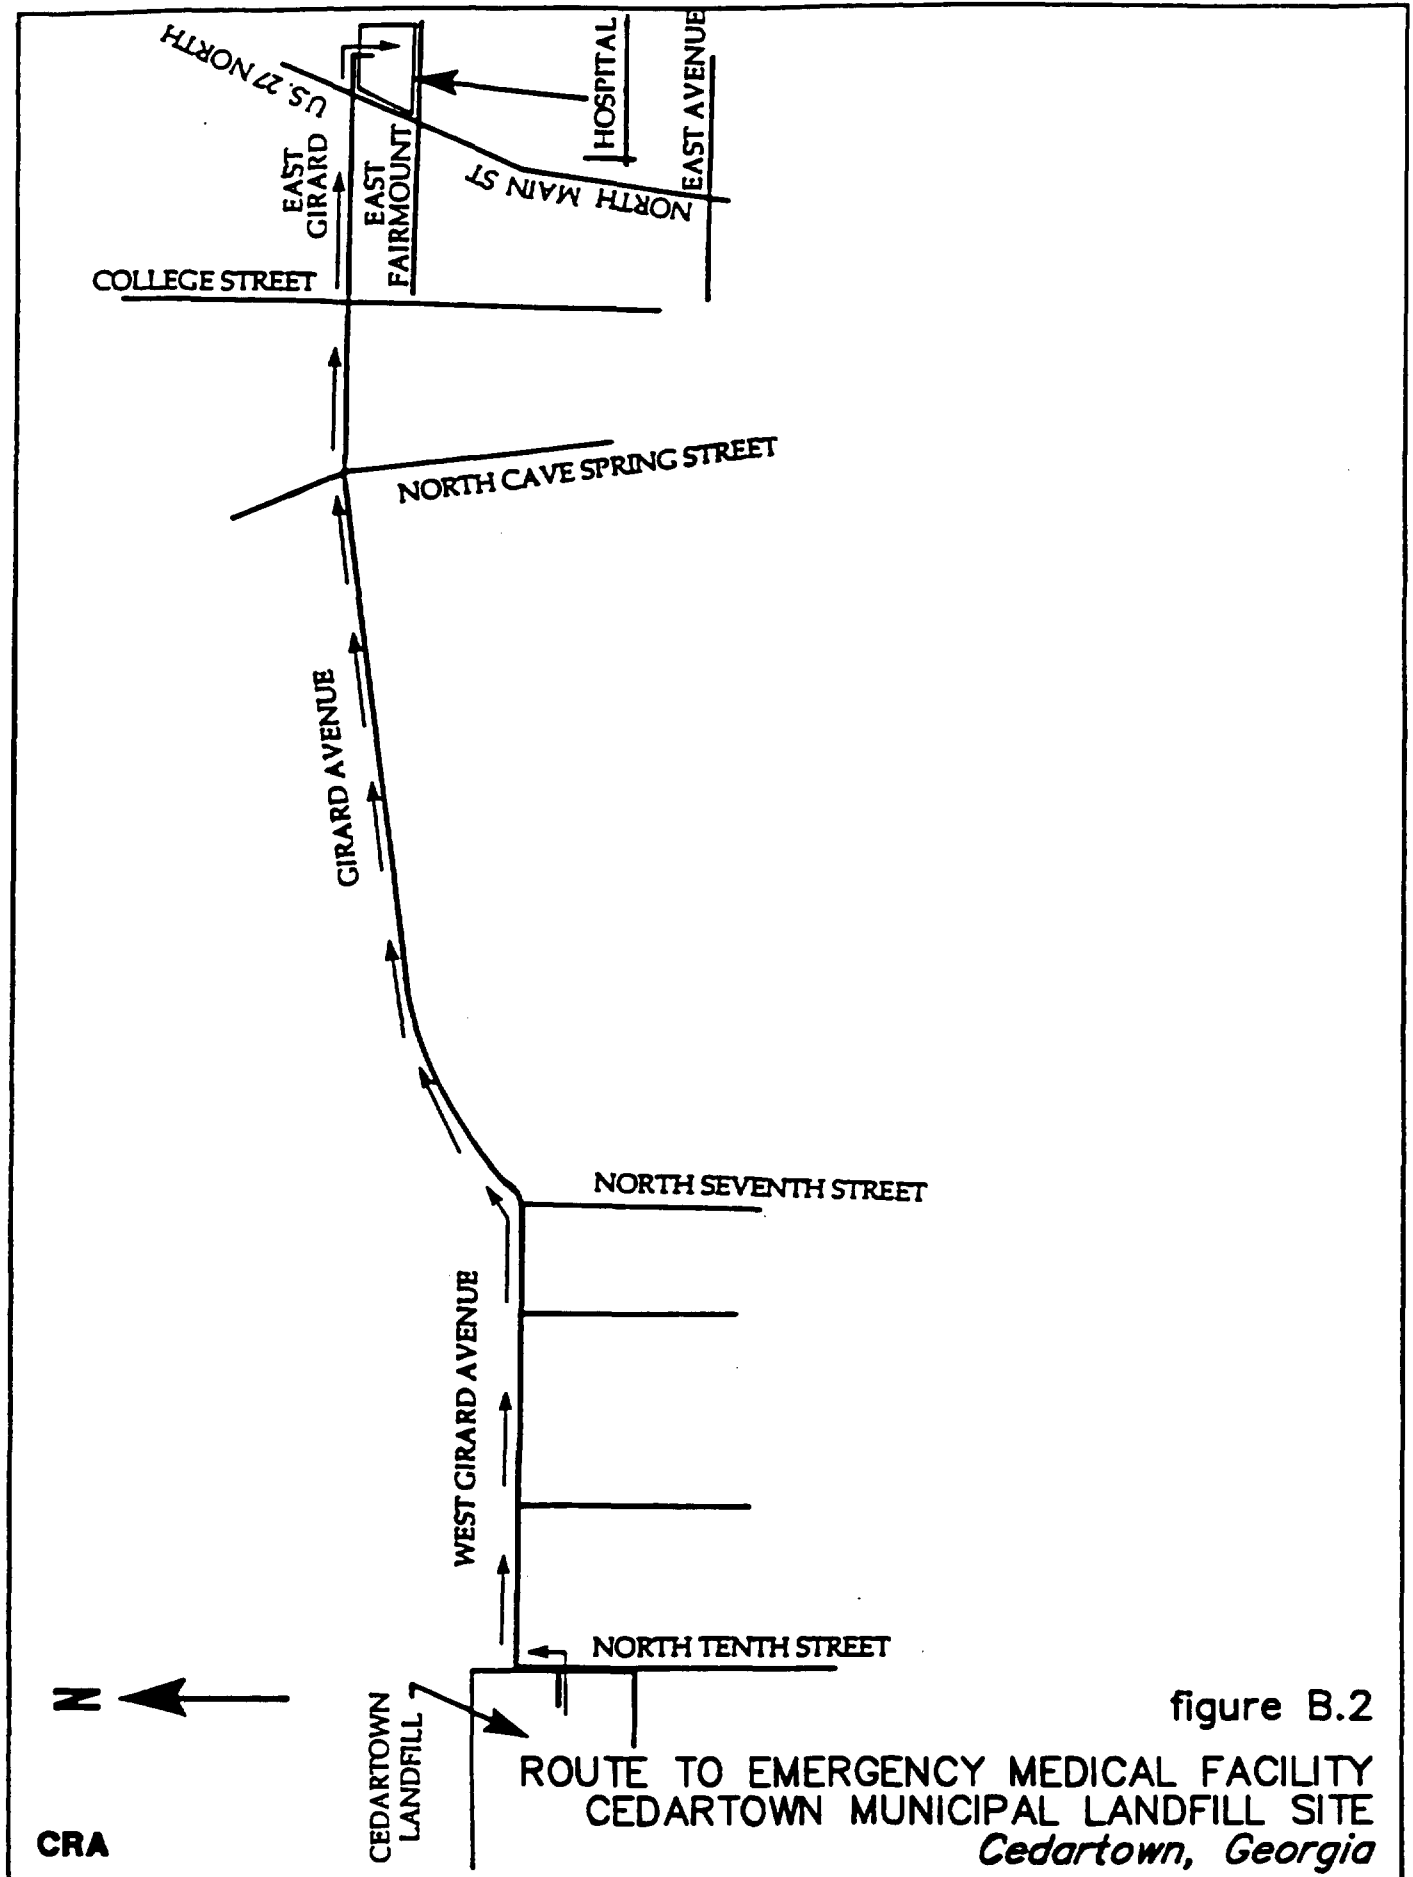 U.S. 27 NORTH
EAST
GIRARD
EAST
FAIRMOUNT
HOSPITAL
EAST AVENUE
NORTH MAIN ST
COLLEGE STREET
NORTH CAVE SPRING STREET
GIRARD AVENUE
NORTH SEVENTH STREET
WEST GIRARD AVENUE
NORTH TENTH STREET
N
CEDARTOWN
LANDFILL
figure B.2
ROUTE TO EMERGENCY MEDICAL FACILITY
CEDARTOWN MUNICIPAL LANDFILL SITE
Cedartown, Georgia
CRA